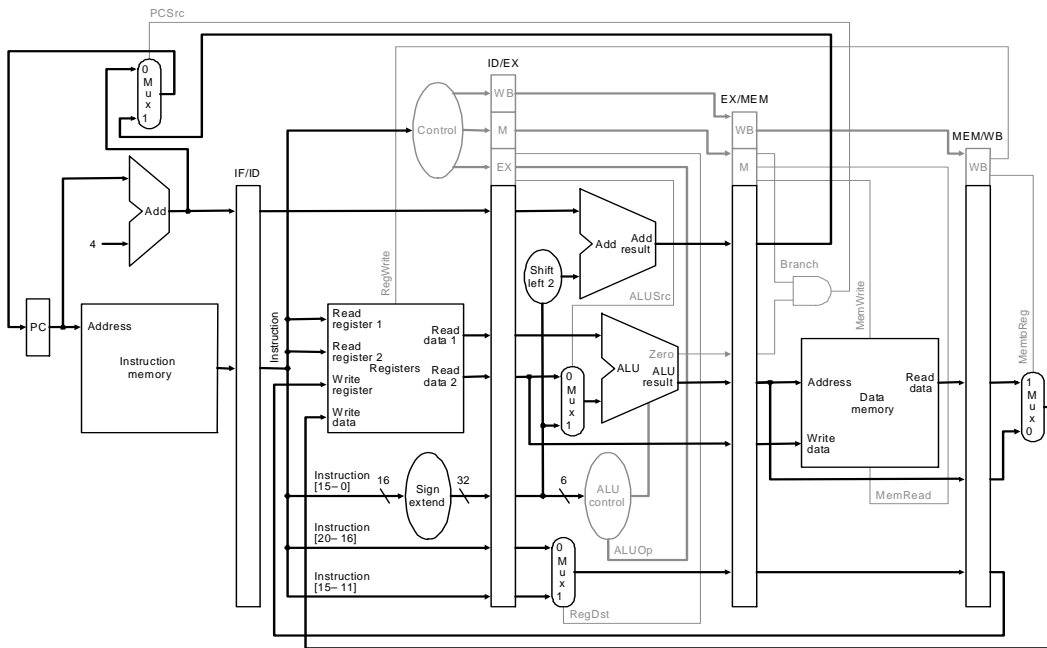 PCSrc
ID/EX
0
M
u
x
1
WB
EX/MEM
Control
M
WB
MEM/WB
EX
M
WB
IF/ID
Add
4
Add
Add
result
Shift
left 2
RegWrite
Branch
ALUSrc
MemWrite
PC
Address
Instruction
memory
Instruction
Read
register 1
Read
register 2
Registers
Write
register
Write
data
Read
data 1
Read
data 2
Zero
ALU
ALU
result
0
M
u
x
1
Address
Read
data
Data
memory
Write
data
MemtoReg
1
M
u
x
0
Instruction
[15–0]
16
Sign
extend
32
6
ALU
control
MemRead
Instruction
[20–16]
ALUOp
0
M
u
x
1
Instruction
[15–11]
RegDst